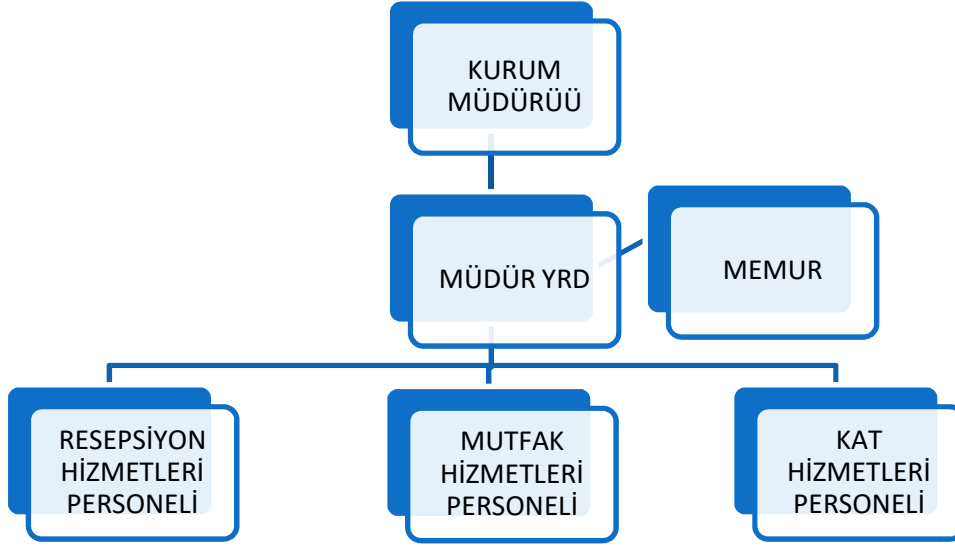 KURUM
MÜDÜRÜÜ
MÜDÜR YRD
MEMUR
RESEPSİYON
HİZMETLERİ
PERSONELİ
MUTFAK
HİZMETLERİ
PERSONELİ
KAT
HİZMETLERİ
PERSONELİ